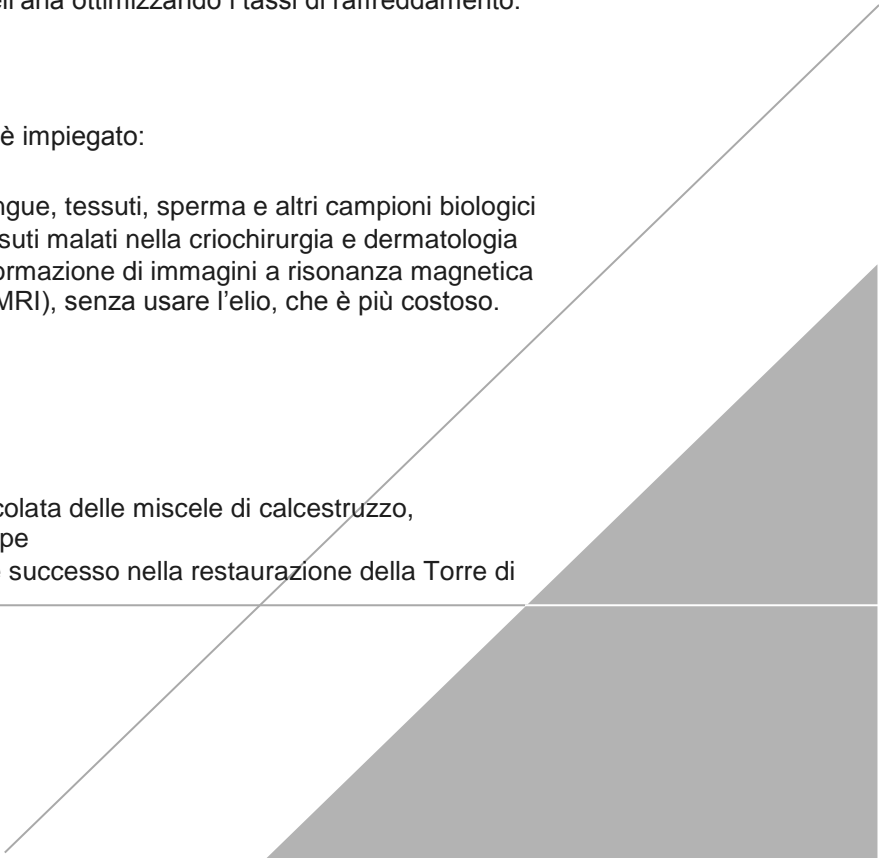 ell'aria ottimizzando i tassi di raffreddamento.
è impiegato:
ngue, tessuti, sperma e altri campioni biologici
suti malati nella criochirurgia e dermatologia
ormazione di immagini a risonanza magnetica
MRI), senza usare l'elio, che è più costoso.
colata delle miscele di calcestruzzo,
pe
successo nella restaurazione della Torre di